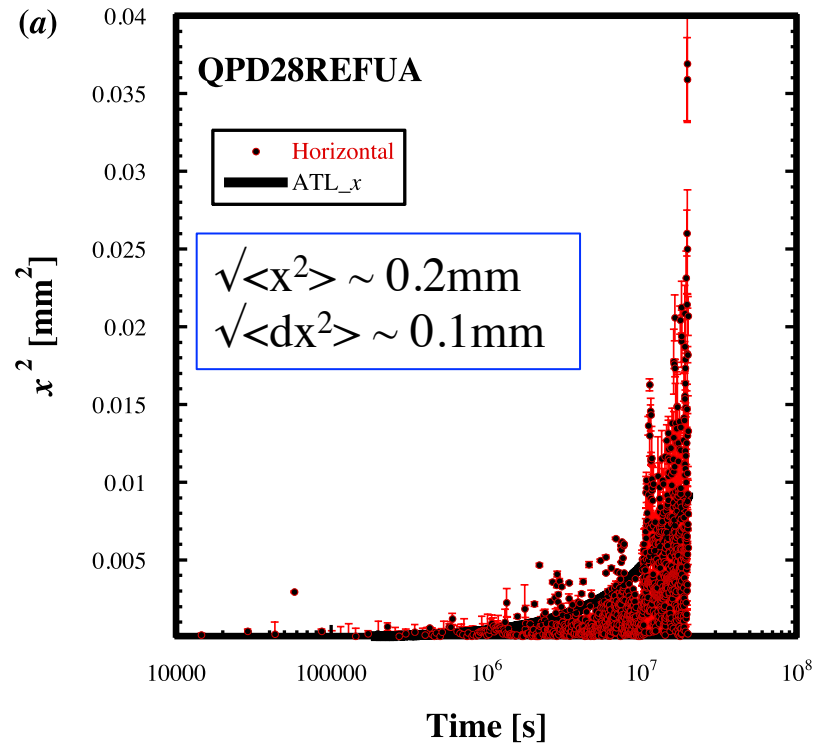 (a)
QPD28REFUA
Horizontal
ATL_x
√<x²> ~ 0.2mm
√<dx²> ~ 0.1mm
x² [mm²]
0.04
0.035
0.03
0.025
0.02
0.015
0.01
0.005
10000 100000 10⁶ 10⁷ 10⁸
Time [s]